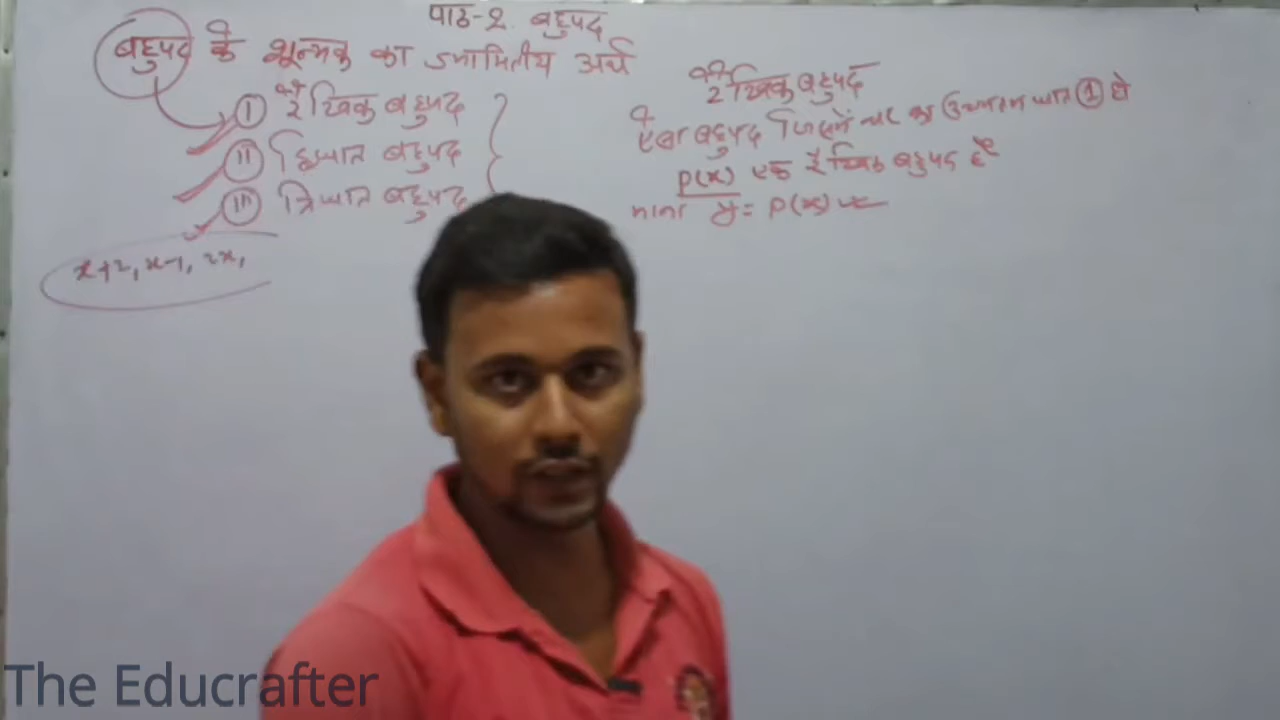 पाठ-2. बहुपद
बहुपद के शून्यक का ज्यामितीय अर्थ
(I) रैखिक बहुपद
(II) द्विघात बहुपद
(III) त्रिघात बहुपद
x+2, x-1, 2x,
रैखिक बहुपद
बहुपद जिसमें चर का उच्चतम घात (1) हो
P(x) एक रैखिक बहुपद है
माना y = P(x)
The Educrafter